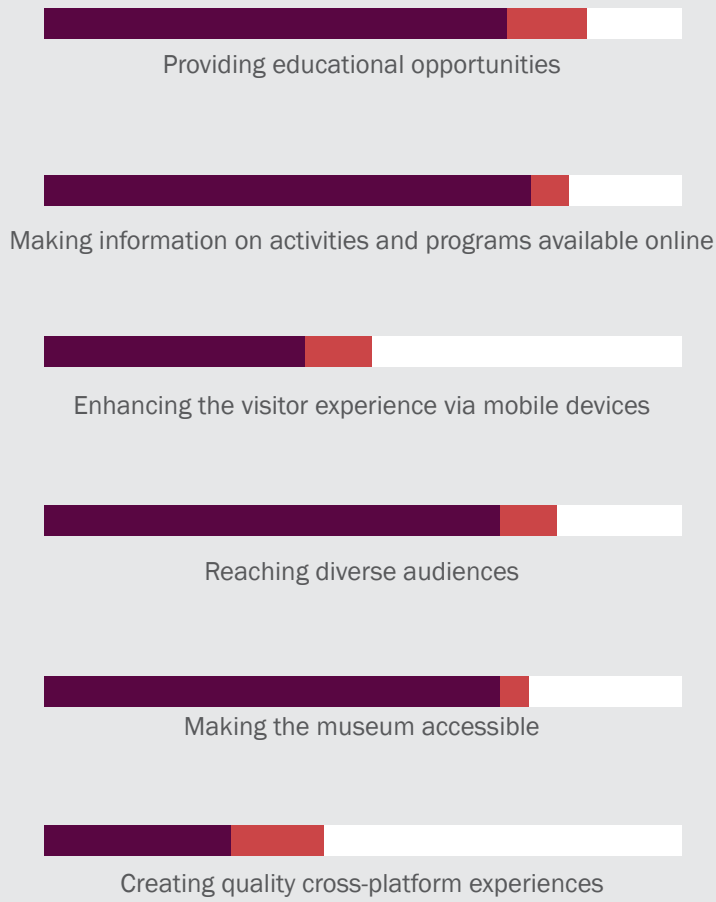 Providing educational opportunities
Making information on activities and programs available online
Enhancing the visitor experience via mobile devices
Reaching diverse audiences
Making the museum accessible
Creating quality cross-platform experiences